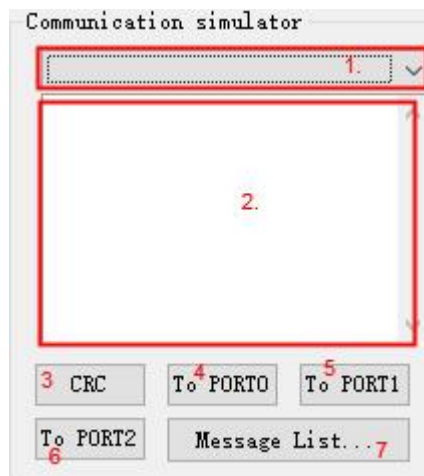 Communication simulator
1.
2.
3 CRC
4 To PORT0
5 To PORT1
6 To PORT2
Message List...7